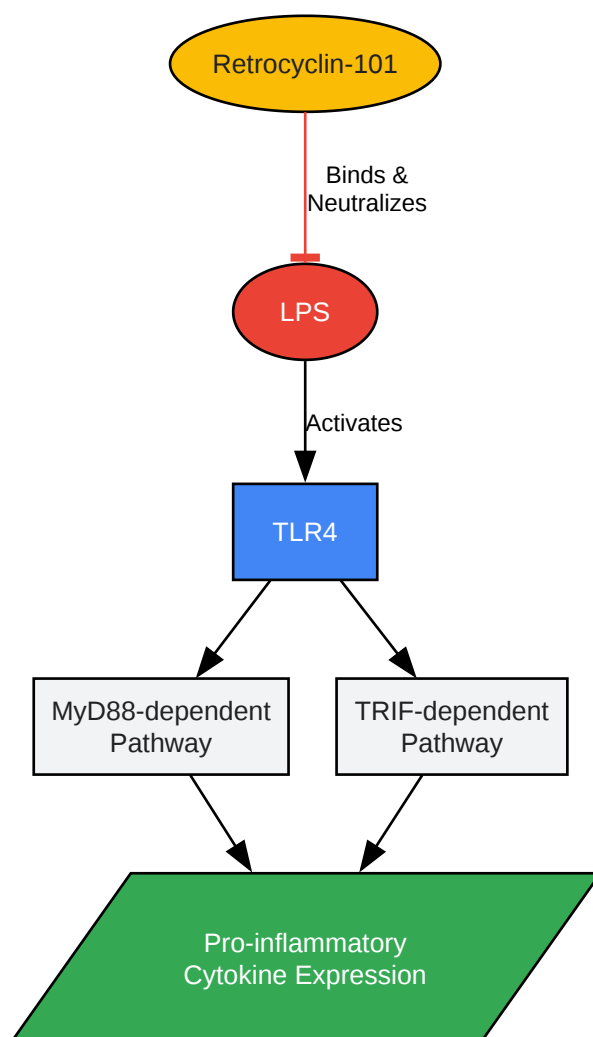 Retrocyclin-101
Binds &
Neutralizes
LPS
Activates
TLR4
MyD88-dependent
Pathway
TRIF-dependent
Pathway
Pro-inflammatory
Cytokine Expression